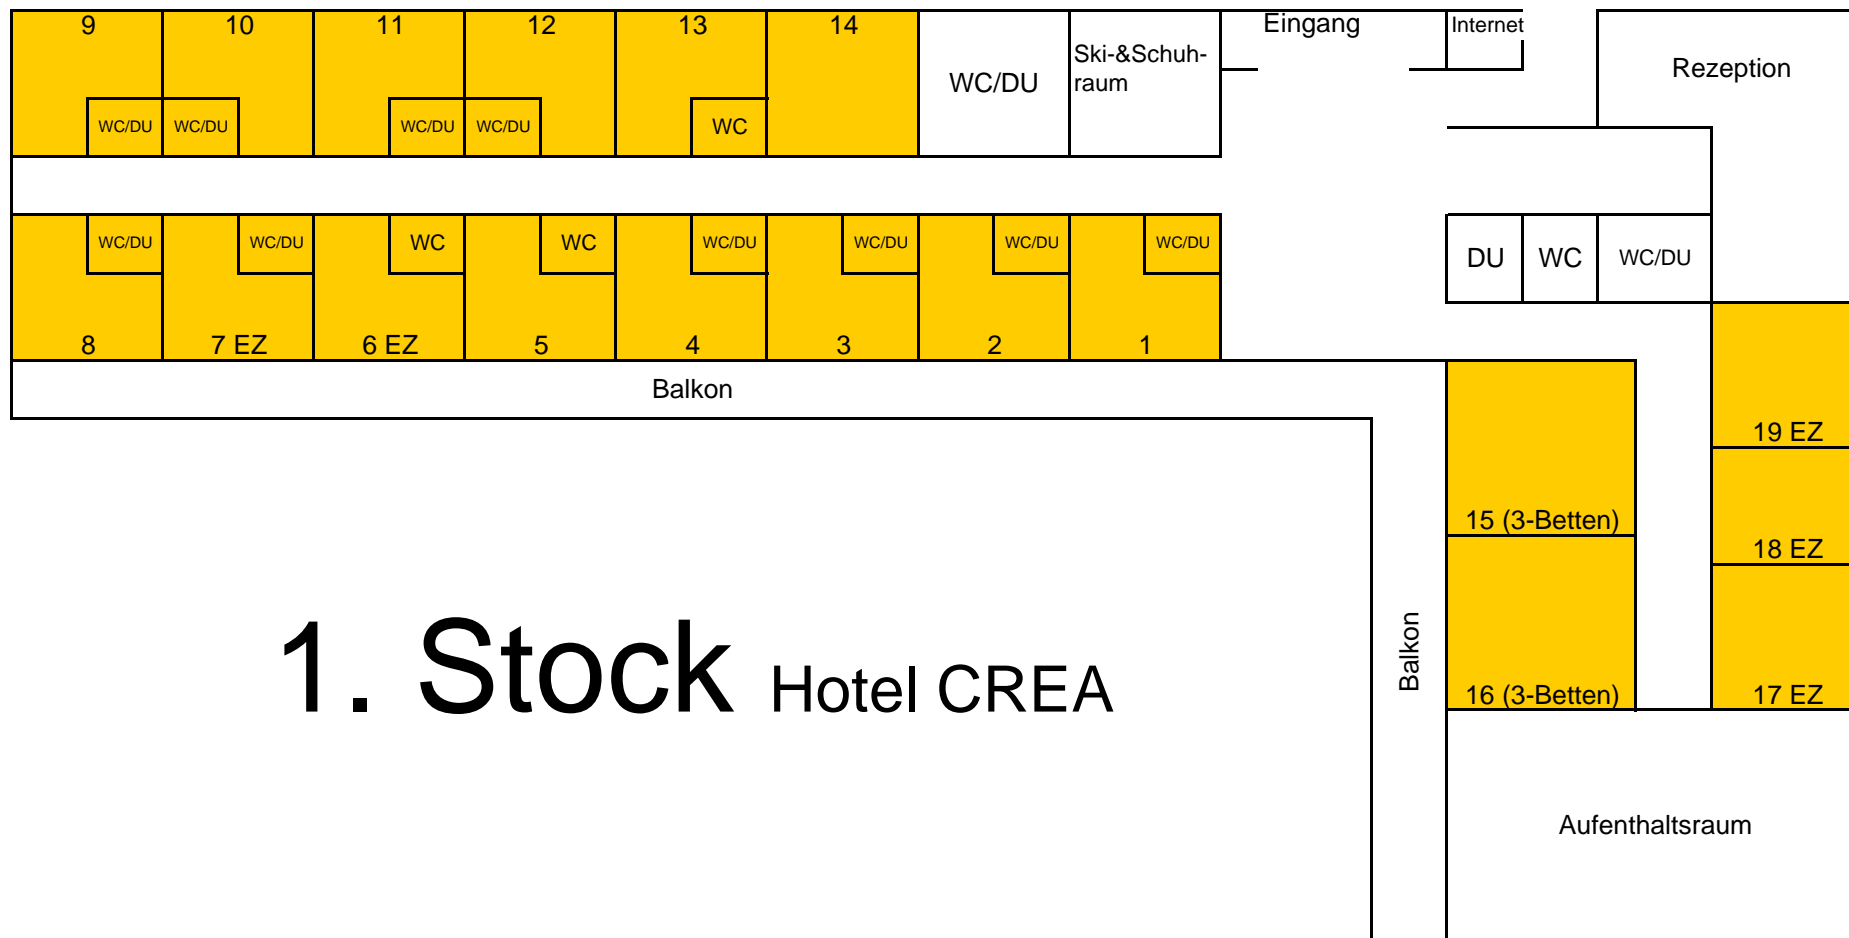 9 10 11 12 13 14 Eingang Internet
WC/DU Ski-&Schuh-
raum
Rezeption
WC/DU WC/DU WC/DU WC/DU WC
WC/DU WC/DU WC WC WC/DU WC/DU WC/DU WC/DU
DU WC WC/DU
8 7 EZ 6 EZ 5 4 3 2 1
Balkon
19 EZ
15 (3-Betten)
18 EZ
1. Stock Hotel CREA
Balkon
16 (3-Betten) 17 EZ
Aufenthaltsraum